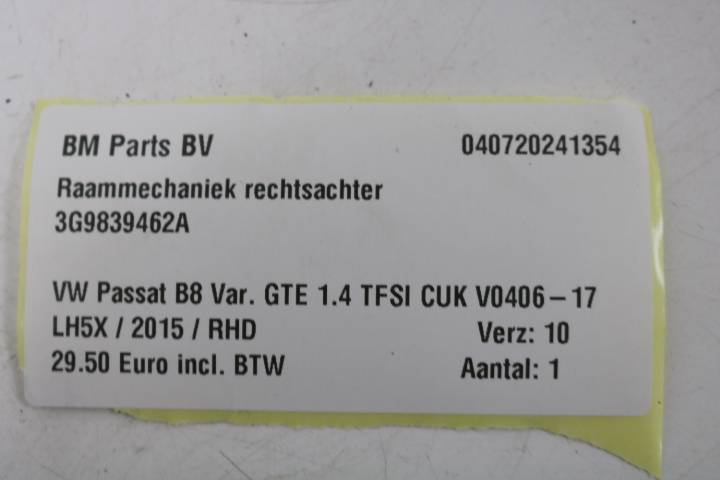 BM Parts BV 040720241354
Raammechaniek rechtsachter
3G9839462A
VW Passat B8 Var. GTE 1.4 TFSI CUK V0406-17
LH5X / 2015 / RHD Verz: 10
29.50 Euro incl. BTW Aantal: 1